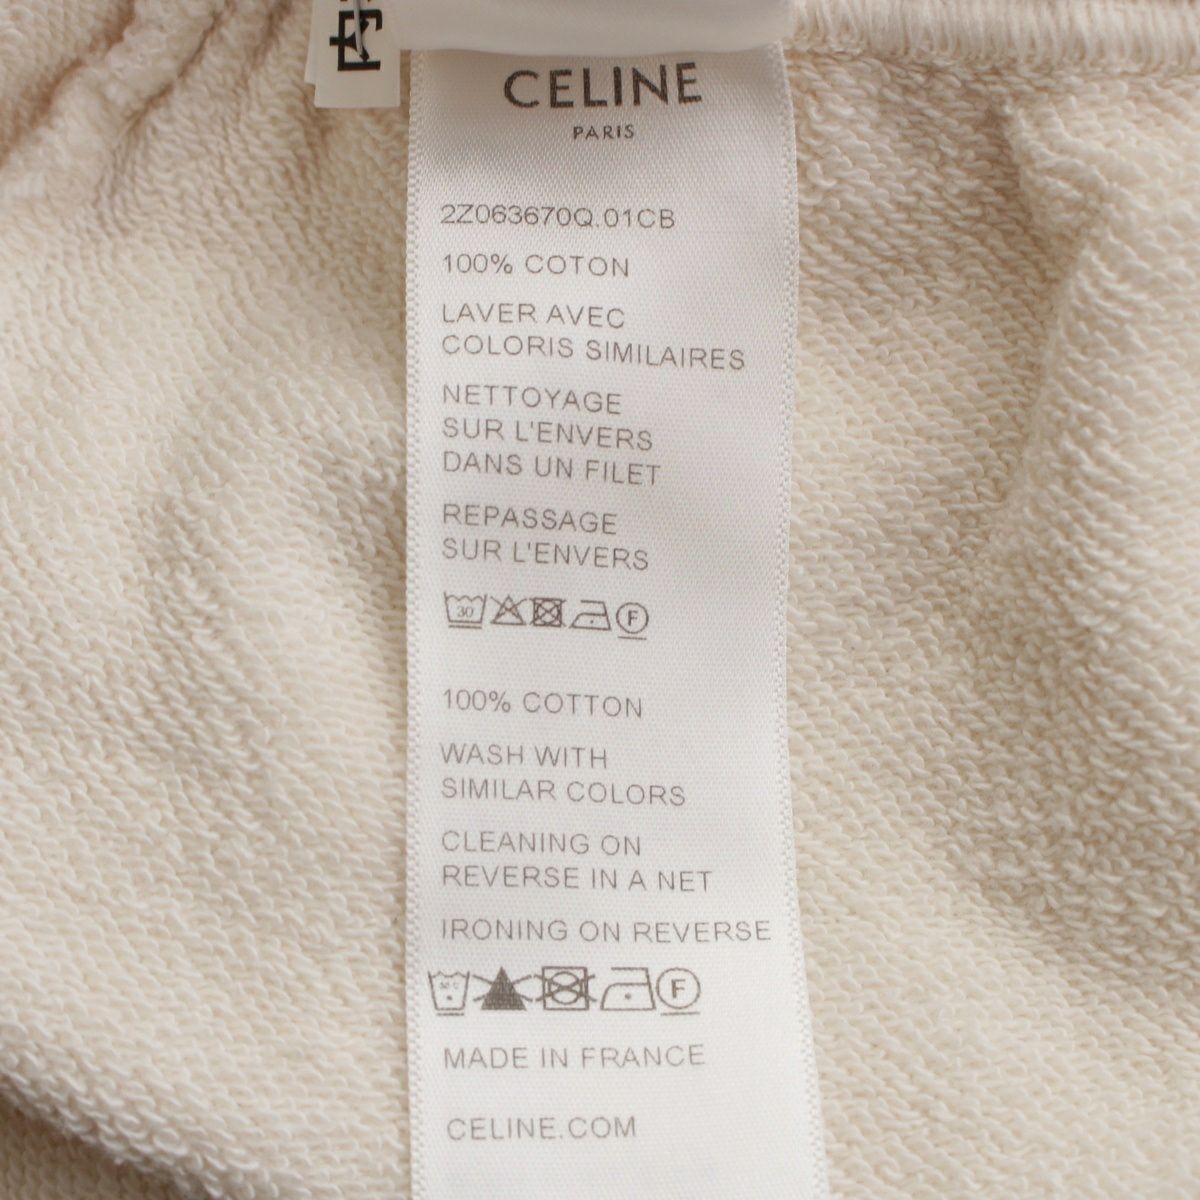 CELINE
PARIS
2Z063670Q.01CB
100% COTON
LAVER AVEC
COLORIS SIMILAIRES
NETTOYAGE
SUR L'ENVERS
DANS UN FILET
REPASSAGE
SUR L'ENVERS
30
F
100% COTTON
WASH WITH
SIMILAR COLORS
CLEANING ON
REVERSE IN A NET
IRONING ON REVERSE
30°C
F
MADE IN FRANCE
CELINE.COM